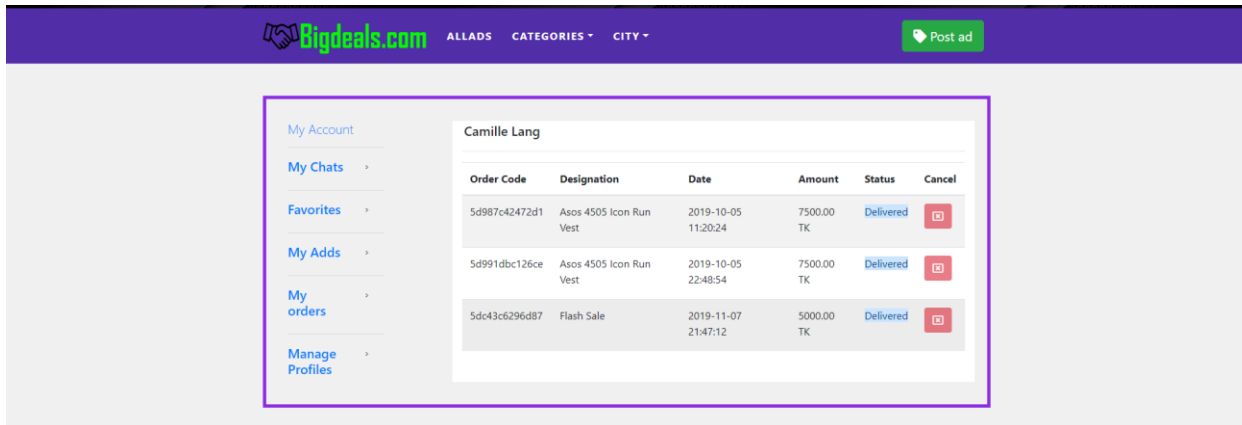 Bigdeals.com ALLADS CATEGORIES CITY Post ad
My Account
My Chats
Favorites
My Adds
My
orders
Manage
Profiles
Camille Lang
Order Code Designation Date Amount Status Cancel
5d987c42472d1 Asos 4505 Icon Run 2019-10-05 7500.00 Delivered
Vest 11:20:24 TK
5d991dbc126ce Asos 4505 Icon Run 2019-10-05 7500.00 Delivered
Vest 22:48:54 TK
5dc43c6296d87 Flash Sale 2019-11-07 5000.00 Delivered
21:47:12 TK